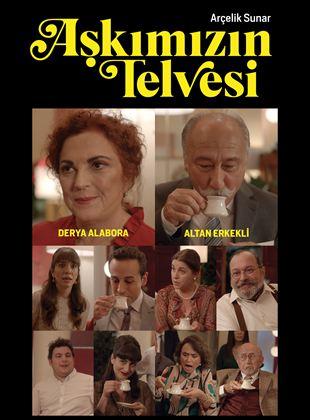 Arçelik Sunar
Aşkımızın
Telvesi
DERYA ALABORA
ALTAN ERKEKLİ